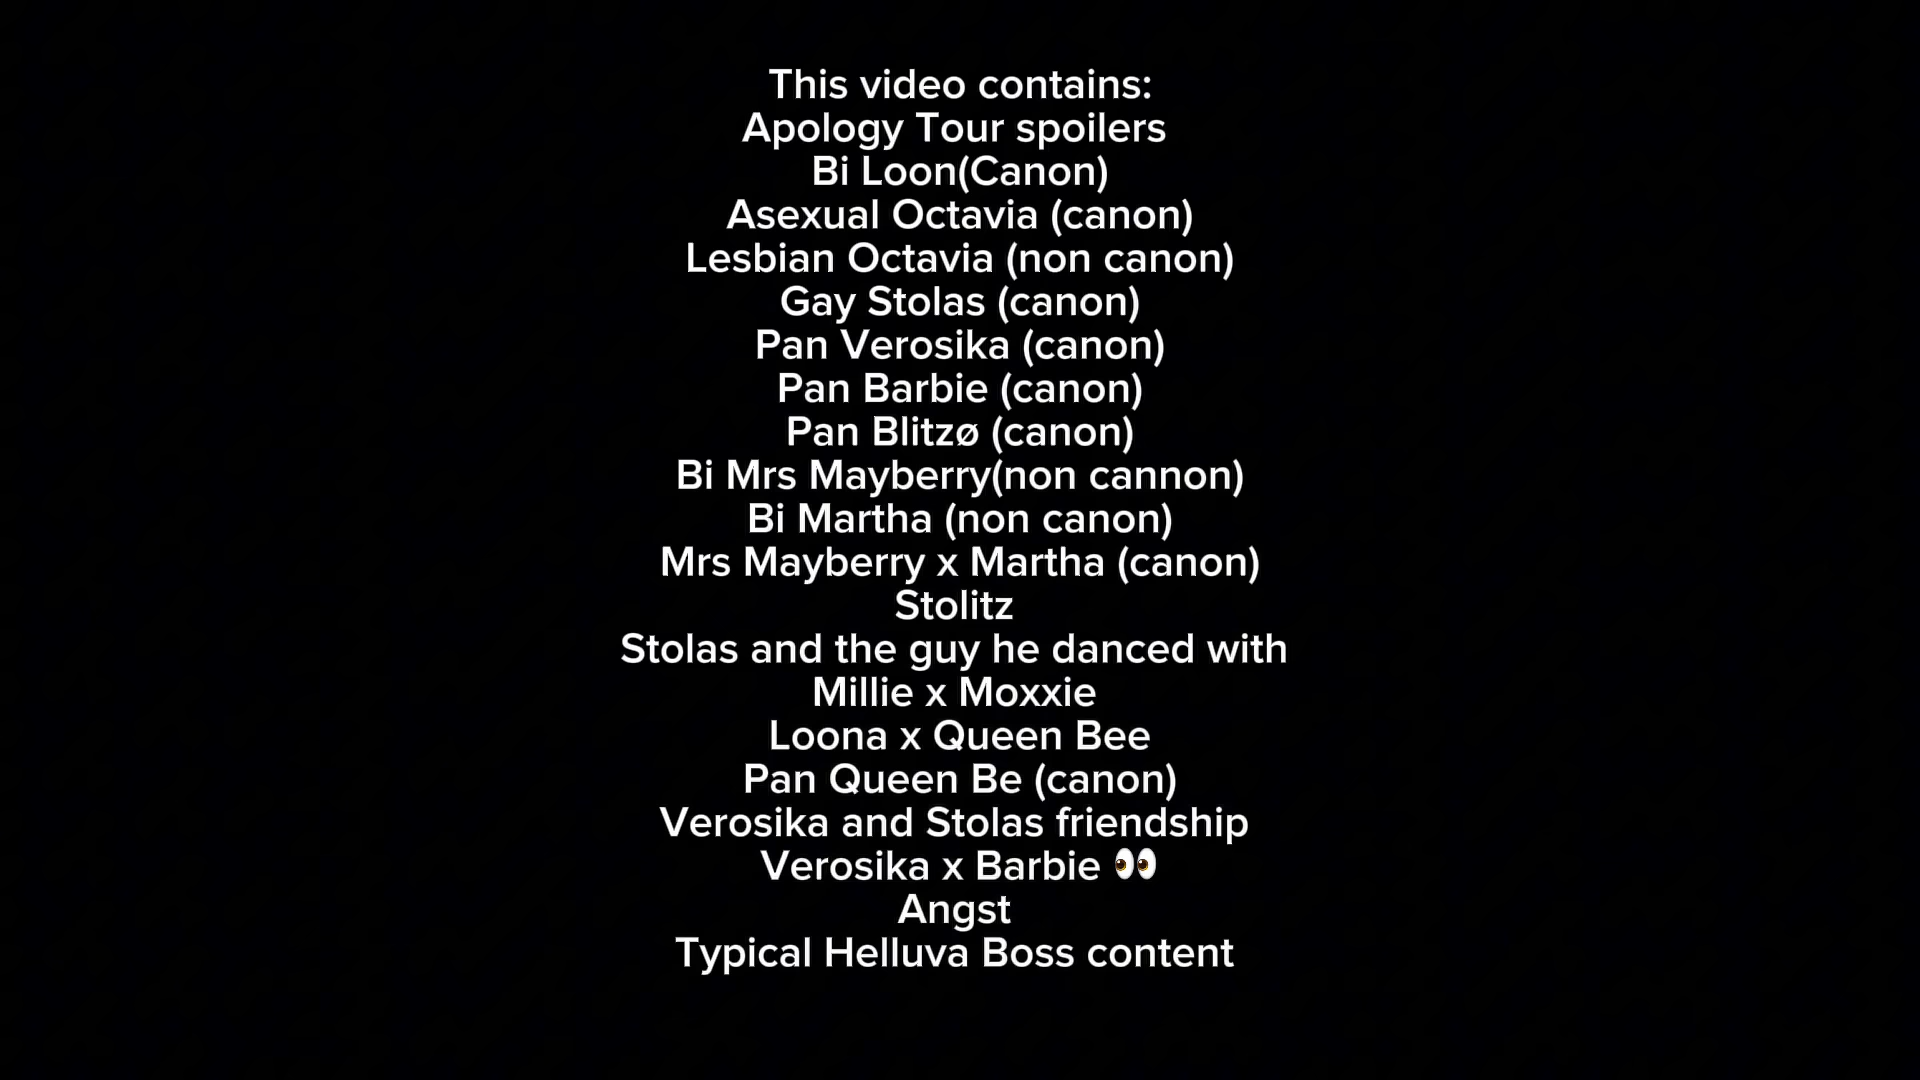 This video contains:
Apology Tour spoilers
Bi Loon(Canon)
Asexual Octavia (canon)
Lesbian Octavia (non canon)
Gay Stolas (canon)
Pan Verosika (canon)
Pan Barbie (canon)
Pan Blitzø (canon)
Bi Mrs Mayberry(non cannon)
Bi Martha (non canon)
Mrs Mayberry x Martha (canon)
Stolitz
Stolas and the guy he danced with
Millie x Moxxie
Loona x Queen Bee
Pan Queen Be (canon)
Verosika and Stolas friendship
Verosika x Barbie 👀
Angst
Typical Helluva Boss content